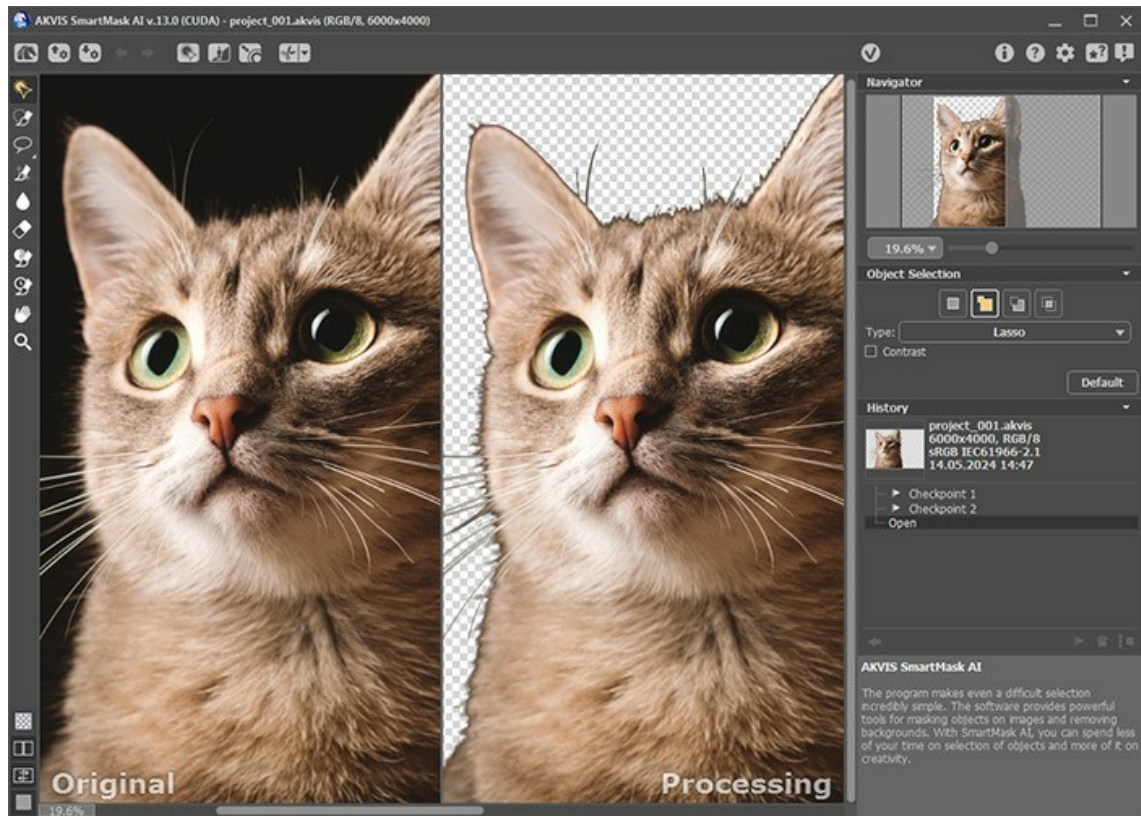 AKVIS SmartMask AI v.13.0 (CUDA) - project_001.akvis (RGB/8, 6000x4000)
Navigator
19.6%
Object Selection
Type: Lasso
Contrast
Default
History
project_001.akvis
6000x4000, RGB/8
sRGB IEC61966-2.1
14.05.2024 14:47
Checkpoint 1
Checkpoint 2
Open
AKVIS SmartMask AI
The program makes even a difficult selection
incredibly simple. The software provides powerful
tools for masking objects on images and removing
backgrounds. With SmartMask AI, you can spend less
of your time on selection of objects and more of it on
creativity.
Original
Processing
19.6%